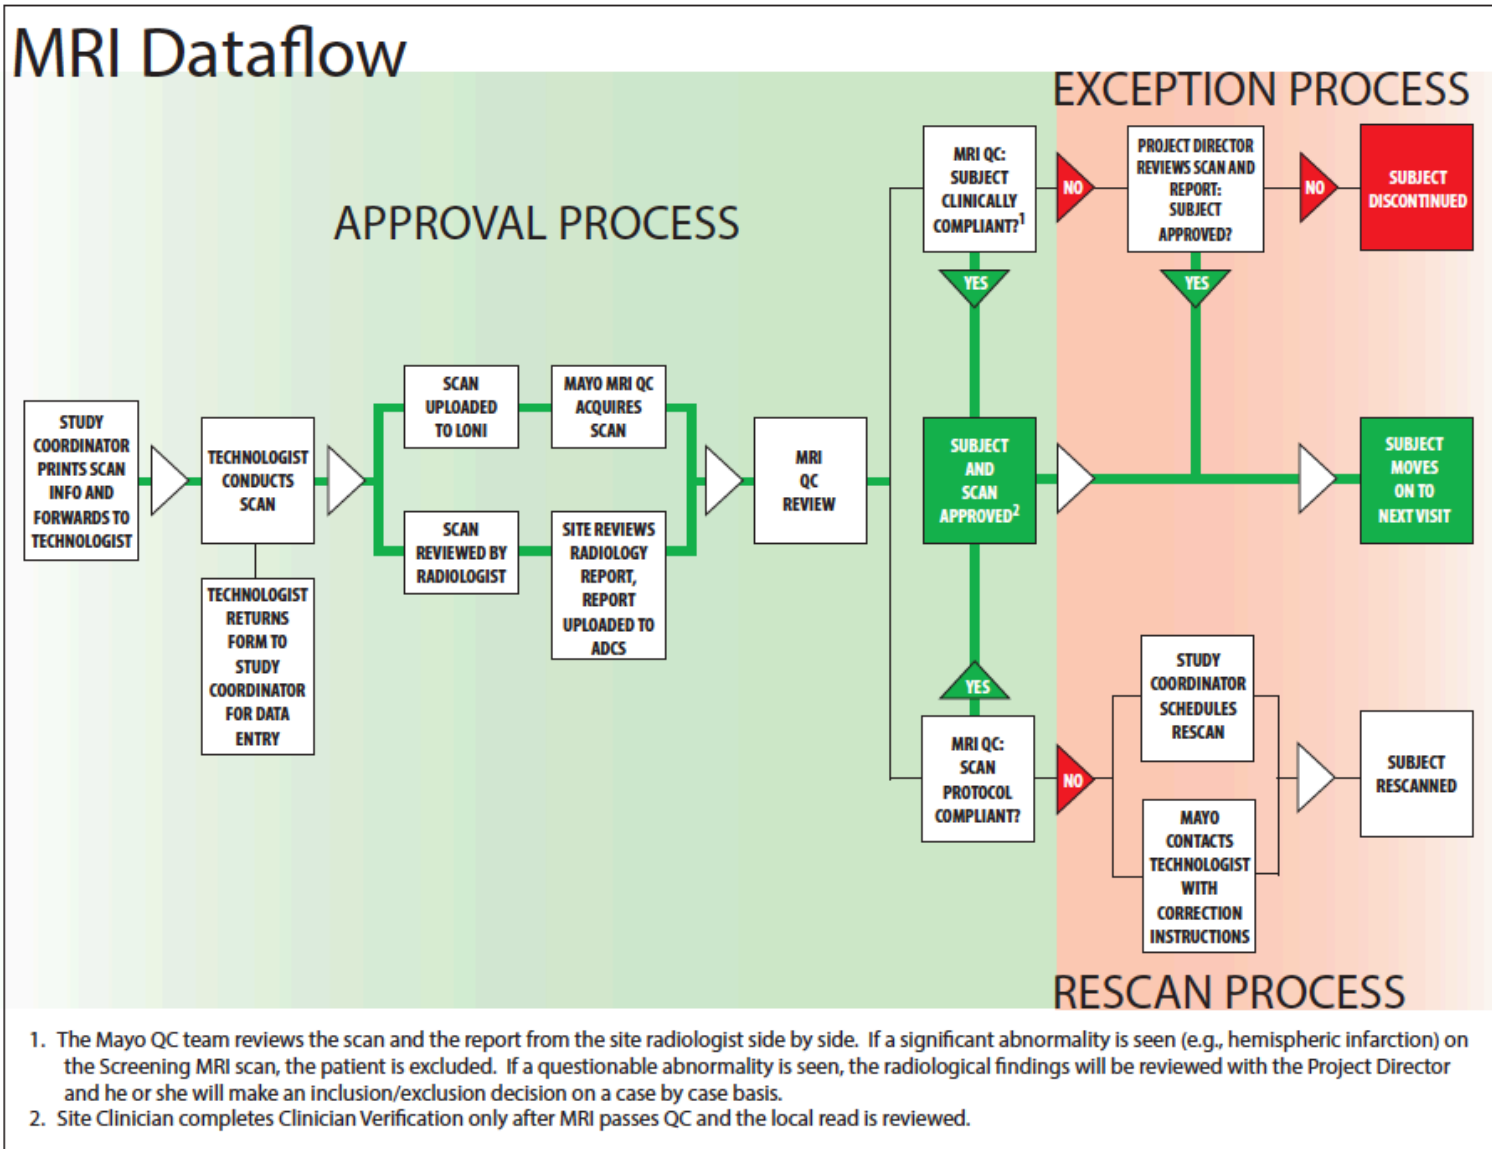 MRI Dataflow
EXCEPTION PROCESS
APPROVAL PROCESS
STUDY
COORDINATOR
PRINTS SCAN
INFO AND
FORWARDS TO
TECHNOLOGIST
TECHNOLOGIST
CONDUCTS
SCAN
TECHNOLOGIST
RETURNS
FORM TO
STUDY
COORDINATOR
FOR DATA
ENTRY
SCAN
UPLOADED
TO LONI
MAYO MRI QC
ACQUIRES
SCAN
SCAN
REVIEWED BY
RADIOLOGIST
SITE REVIEWS
RADIOLOGY
REPORT,
REPORT
UPLOADED TO
ADCS
MRI
QC
REVIEW
MRI QC:
SUBJECT
CLINICALLY
COMPLIANT?1
NO
PROJECT DIRECTOR
REVIEWS SCAN AND
REPORT:
SUBJECT
APPROVED?
NO
SUBJECT
DISCONTINUED
YES
YES
SUBJECT
AND
SCAN
APPROVED2
SUBJECT
MOVES
ON TO
NEXT VISIT
YES
MRI QC:
SCAN
PROTOCOL
COMPLIANT?
NO
STUDY
COORDINATOR
SCHEDULES
RESCAN
MAYO
CONTACTS
TECHNOLOGIST
WITH
CORRECTION
INSTRUCTIONS
SUBJECT
RESCANNED
RESCAN PROCESS
1. The Mayo QC team reviews the scan and the report from the site radiologist side by side. If a significant abnormality is seen (e.g., hemispheric infarction) on
the Screening MRI scan, the patient is excluded. If a questionable abnormality is seen, the radiological findings will be reviewed with the Project Director
and he or she will make an inclusion/exclusion decision on a case by case basis.
2. Site Clinician completes Clinician Verification only after MRI passes QC and the local read is reviewed.